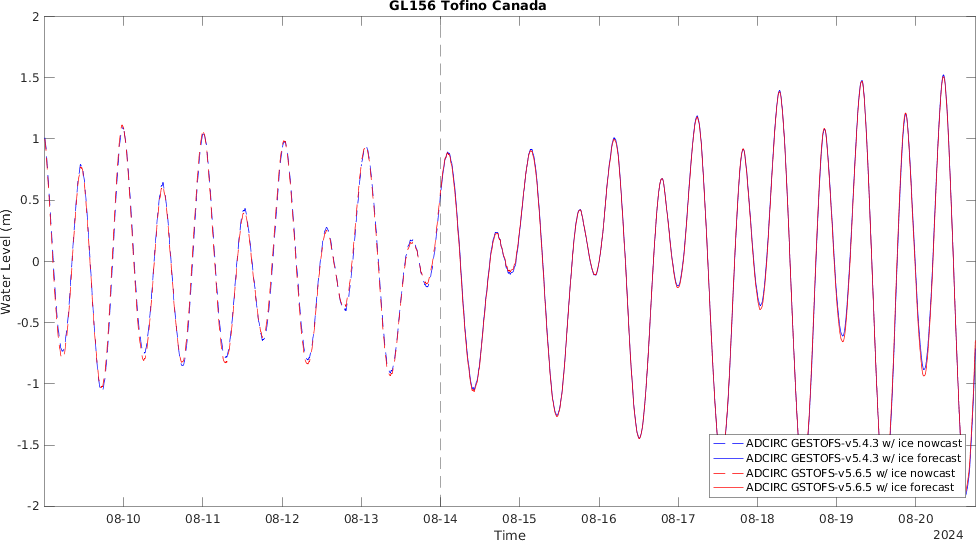 GL156 Tofino Canada
2
1.5
1
0.5
0
-0.5
-1
-1.5
-2
Water Level (m)
ADCIRC GESTOFS-v5.4.3 w/ ice nowcast
ADCIRC GESTOFS-v5.4.3 w/ ice forecast
ADCIRC GSTOFS-v5.6.5 w/ ice nowcast
ADCIRC GSTOFS-v5.6.5 w/ ice forecast
08-10 08-11 08-12 08-13 08-14 08-15 08-16 08-17 08-18 08-19 08-20
Time
2024